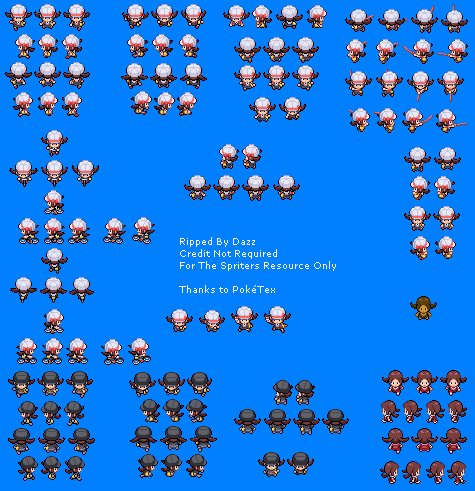 Ripped By Dazz
Credit Not Required
For The Spriters Resource Only
Thanks to PokéTex